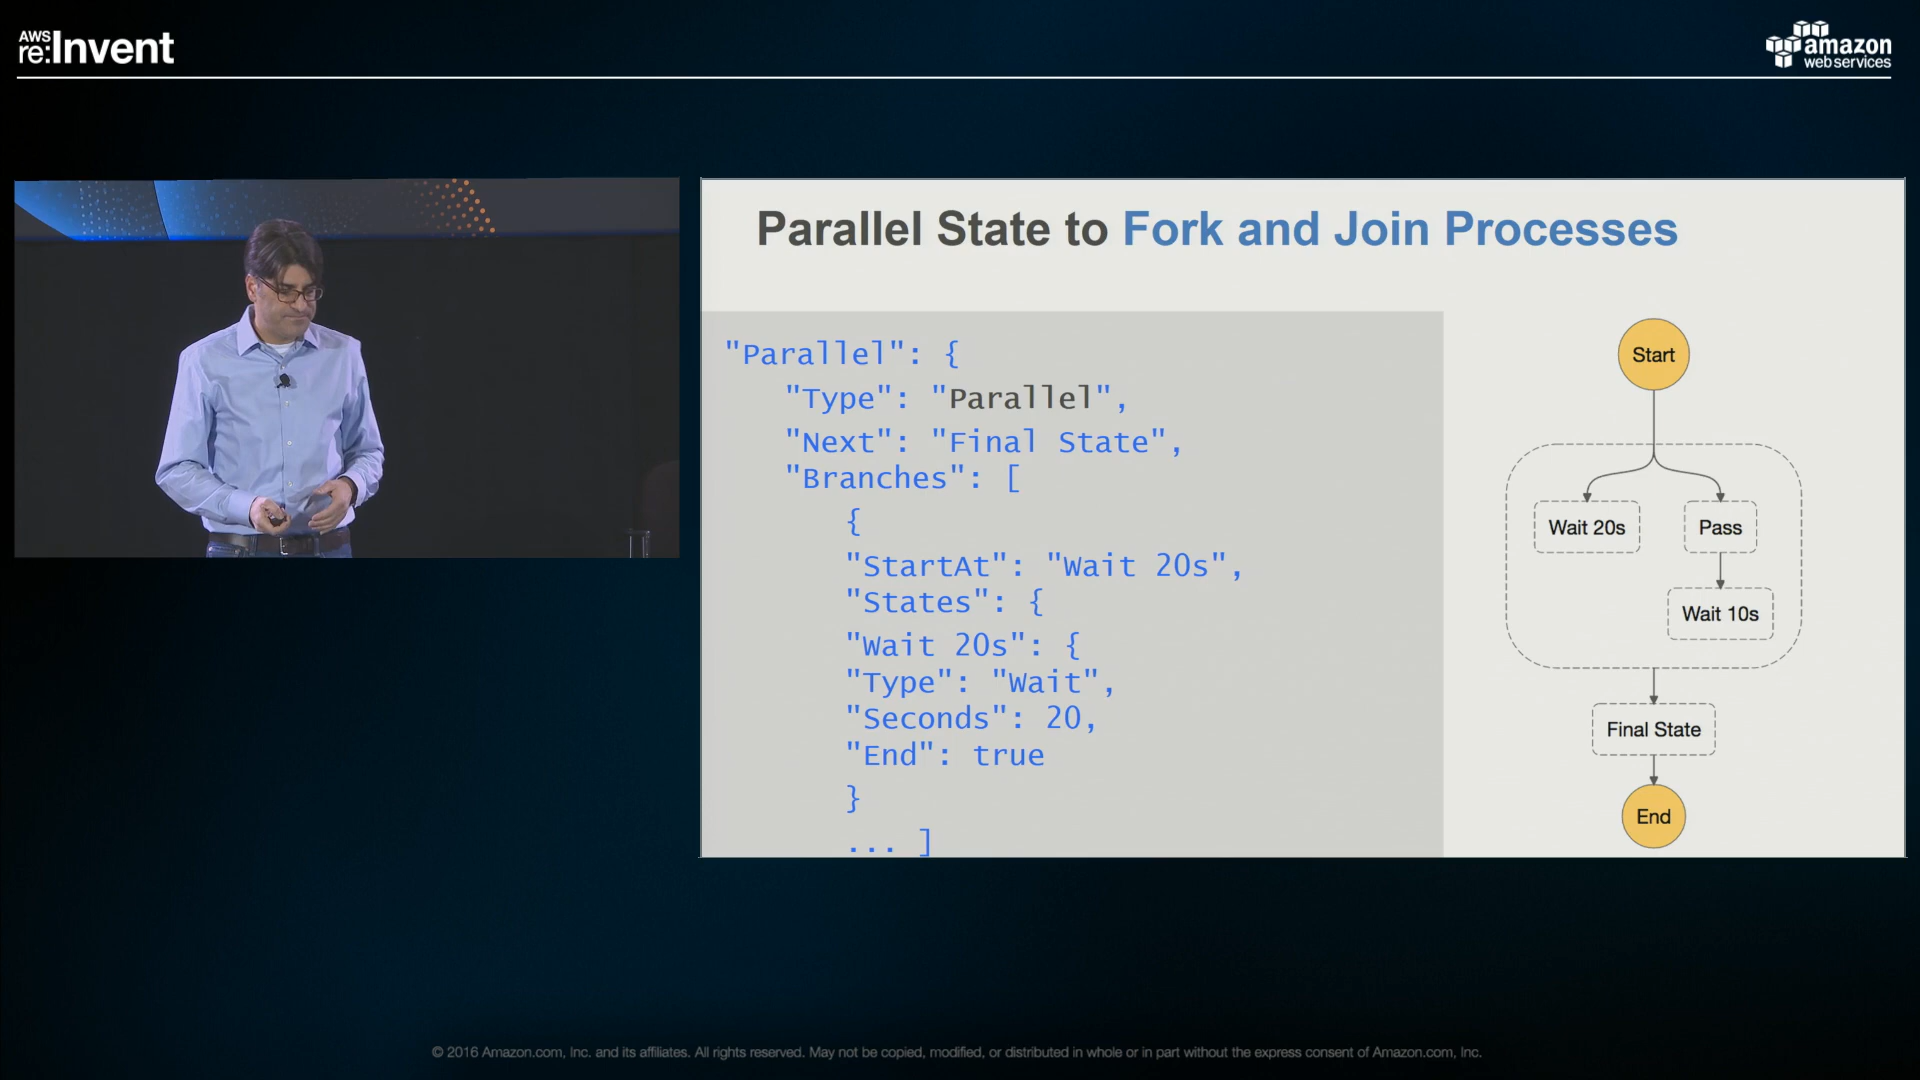 AWS
re:Invent
amazon
web services
Parallel State to Fork and Join Processes
"Parallel": {
"Type": "Parallel",
"Next": "Final State",
"Branches": [
{
"StartAt": "Wait 20s",
"States": {
"Wait 20s": {
"Type": "Wait",
"Seconds": 20,
"End": true
}
... ]
Start
Wait 20s
Pass
Wait 10s
Final State
End
© 2016 Amazon.com, Inc. and its affiliates. All rights reserved. May not be copied, modified, or distributed in whole or in part without the express consent of Amazon.com, Inc.